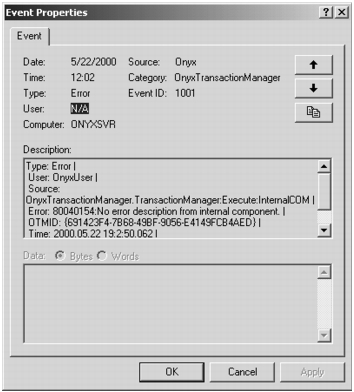 Event Properties
Event
Date: 5/22/2000 Source: Onyx
Time: 12:02 Category: OnyxTransactionManager
Type: Error Event ID: 1001
User: N/A
Computer: ONYXSVR
Description:
Type: Error |
User: OnyxUser |
Source:
OnyxTransactionManager.TransactionManager:Execute:InternalCOM |
Error: 80040154:No error description from internal component. |
OTMID: {691423F4-7B68-49BF-9056-E4149FCB4AED} |
Time: 2000.05.22 19:2:50.062 |
Data: Bytes Words
OK Cancel Apply